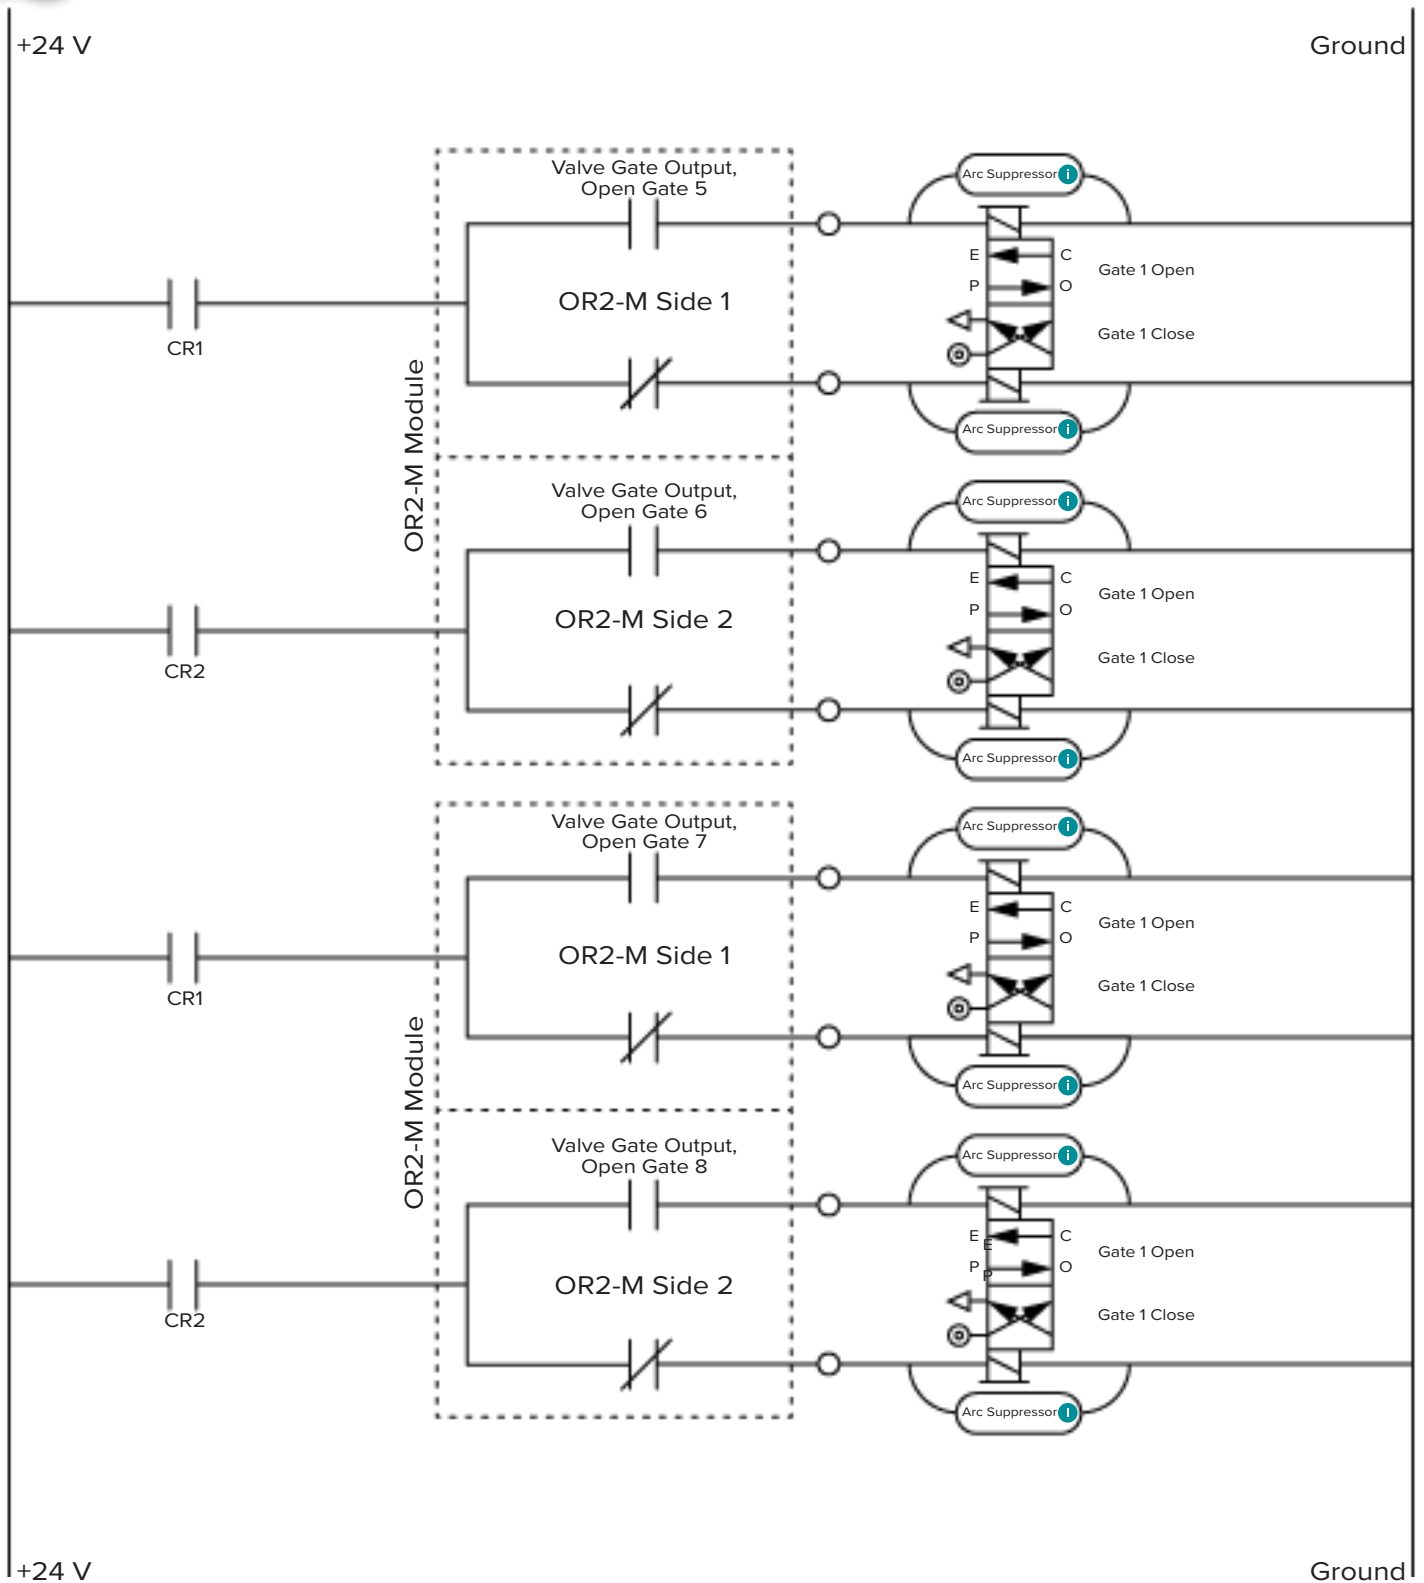 +24 V
Ground
Valve Gate Output,
Open Gate 5
Arc Suppressor i
E C
Gate 1 Open
P O
OR2-M Side 1
Gate 1 Close
CR1
Arc Suppressor i
OR2-M Module
Valve Gate Output,
Open Gate 6
Arc Suppressor i
E C
Gate 1 Open
P O
OR2-M Side 2
Gate 1 Close
CR2
Arc Suppressor i
Valve Gate Output,
Open Gate 7
Arc Suppressor i
E C
Gate 1 Open
P O
OR2-M Side 1
Gate 1 Close
CR1
Arc Suppressor i
OR2-M Module
Valve Gate Output,
Open Gate 8
Arc Suppressor i
E C
E
Gate 1 Open
P O
P
OR2-M Side 2
Gate 1 Close
CR2
Arc Suppressor I
+24 V
Ground